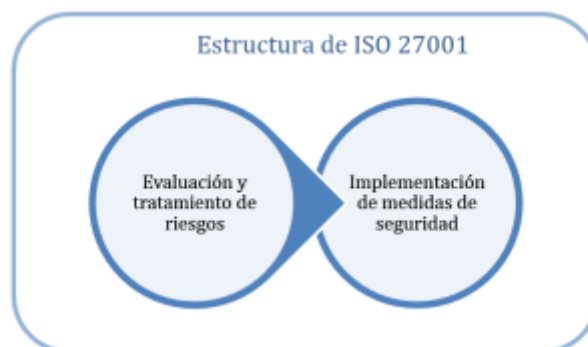 Estructura de ISO 27001
Evaluación y
tratamiento de
riesgos
Implementación
de medidas de
seguridad